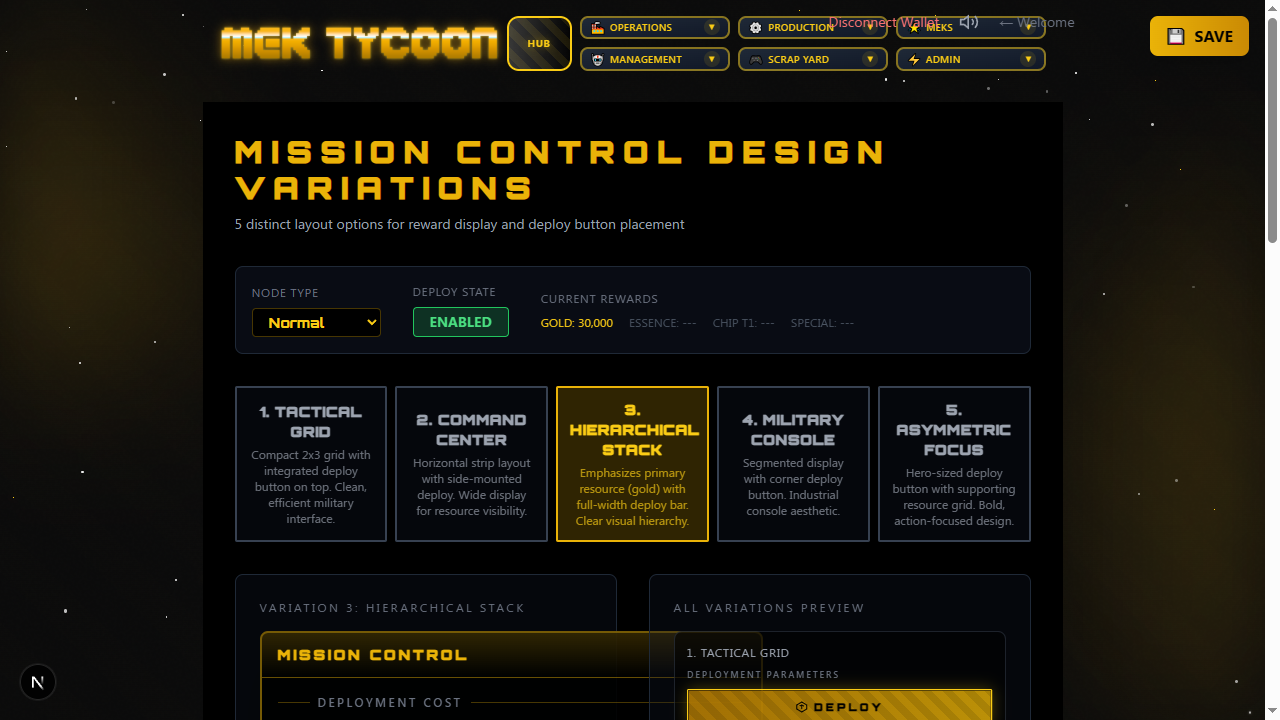 MEK TYCOON
HUB
OPERATIONS ▼
PRODUCTION ▼
MEKS ▼
Disconnect Wallet
← Welcome
MANAGEMENT ▼
SCRAP YARD ▼
ADMIN ▼
SAVE
MISSION CONTROL DESIGN
VARIATIONS
5 distinct layout options for reward display and deploy button placement
NODE TYPE
Normal
DEPLOY STATE
ENABLED
CURRENT REWARDS
GOLD: 30,000 ESSENCE: --- CHIP T1: --- SPECIAL: ---
1. TACTICAL
GRID
Compact 2x3 grid with
integrated deploy
button on top. Clean,
efficient military
interface.
2. COMMAND
CENTER
Horizontal strip layout
with side-mounted
deploy. Wide display
for resource visibility.
3.
HIERARCHICAL
STACK
Emphasizes primary
resource (gold) with
full-width deploy bar.
Clear visual hierarchy.
4. MILITARY
CONSOLE
Segmented display
with corner deploy
button. Industrial
console aesthetic.
5.
ASYMMETRIC
FOCUS
Hero-sized deploy
button with supporting
resource grid. Bold,
action-focused design.
VARIATION 3: HIERARCHICAL STACK
MISSION CONTROL
DEPLOYMENT COST
ALL VARIATIONS PREVIEW
1. TACTICAL GRID
DEPLOYMENT PARAMETERS
DEPLOY
N